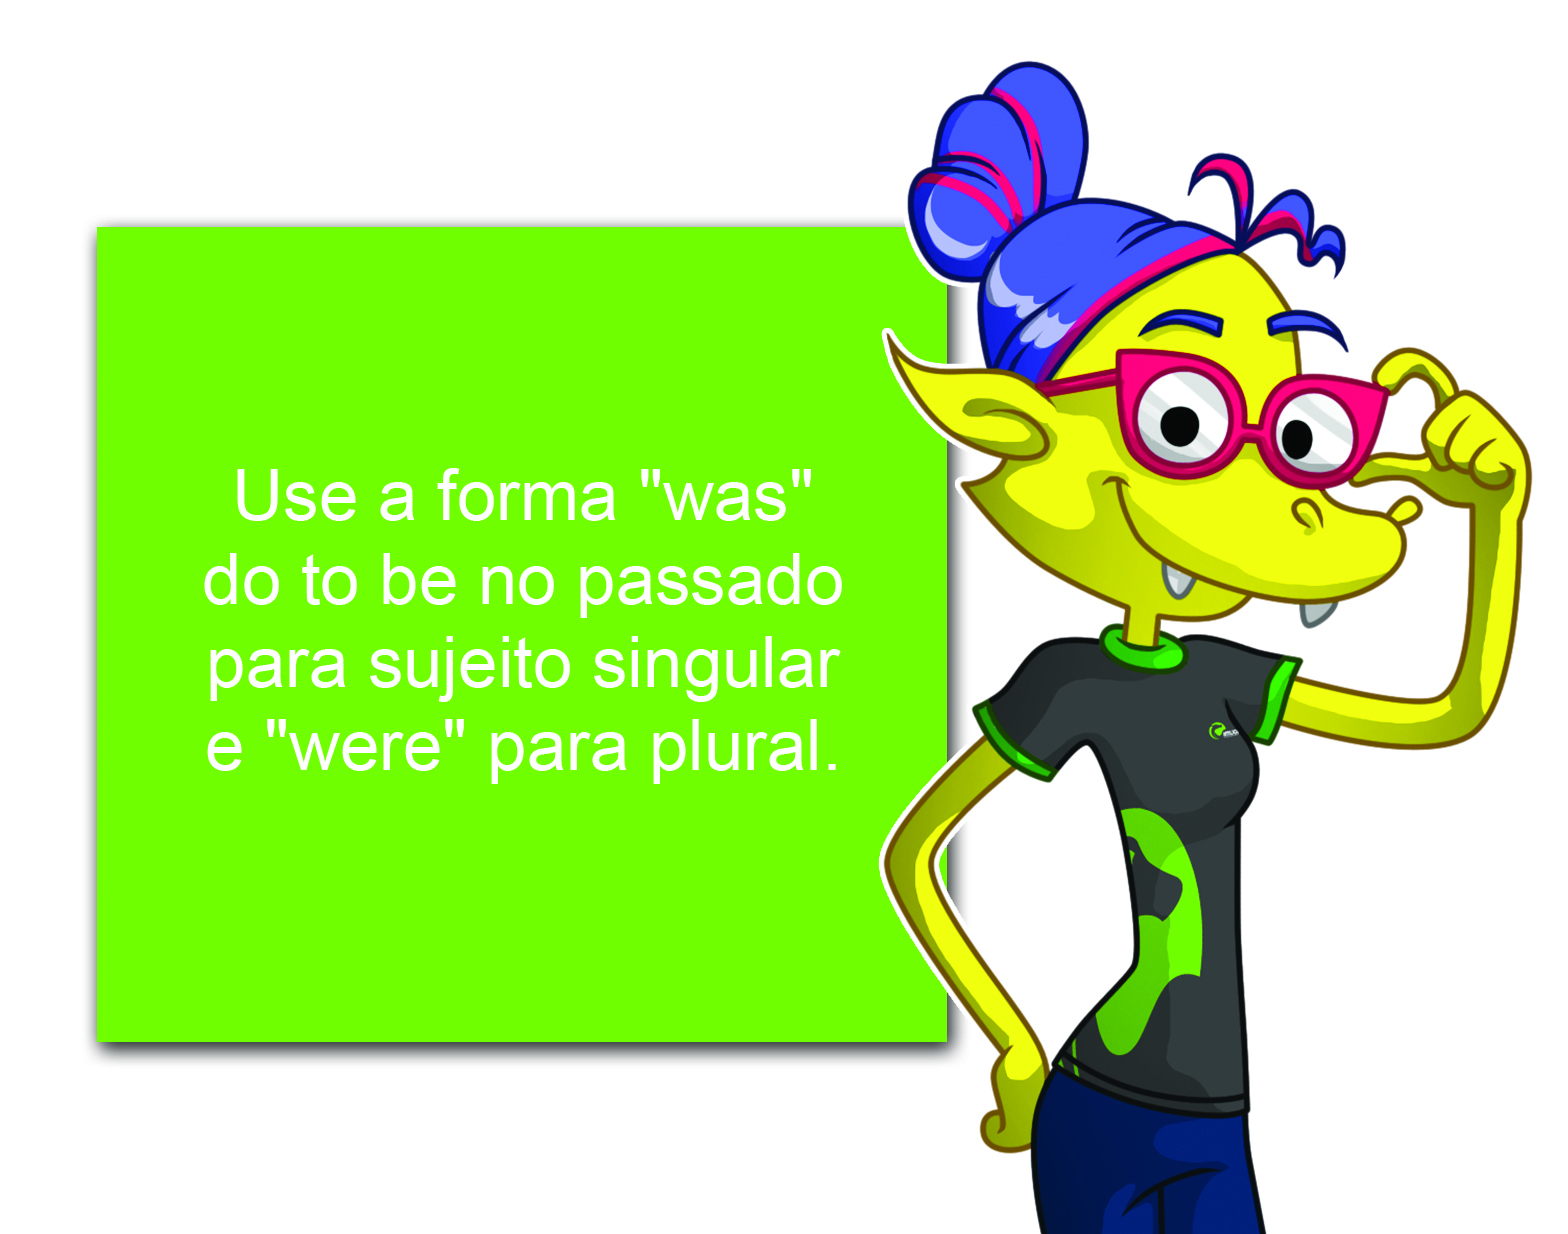 Use a forma "was"
do to be no passado
para sujeito singular
e "were" para plural.